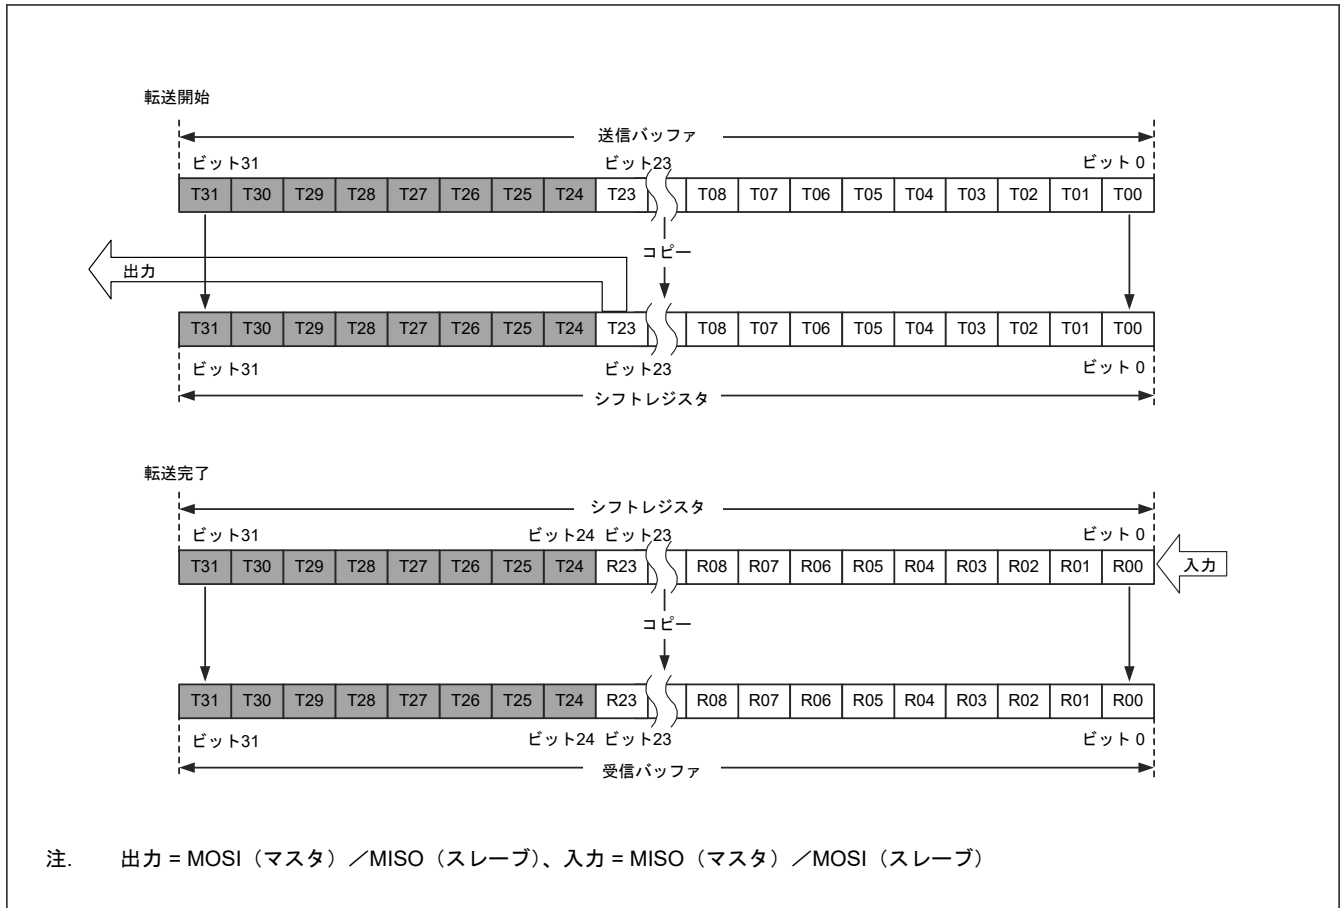 転送開始
送信バッファ
ビット31 ビット23 ビット 0
T31 T30 T29 T28 T27 T26 T25 T24 T23 T08 T07 T06 T05 T04 T03 T02 T01 T00
コピー
出力
T31 T30 T29 T28 T27 T26 T25 T24 T23 T08 T07 T06 T05 T04 T03 T02 T01 T00
ビット31 ビット23 ビット 0
シフトレジスタ
転送完了
シフトレジスタ
ビット31 ビット24 ビット23 ビット 0
T31 T30 T29 T28 T27 T26 T25 T24 R23 R08 R07 R06 R05 R04 R03 R02 R01 R00
入力
コピー
T31 T30 T29 T28 T27 T26 T25 T24 R23 R08 R07 R06 R05 R04 R03 R02 R01 R00
ビット31 ビット24 ビット23 ビット 0
受信バッファ
注. 出力 = MOSI（マスタ）／MISO（スレーブ）、入力 = MISO（マスタ）／MOSI（スレーブ）